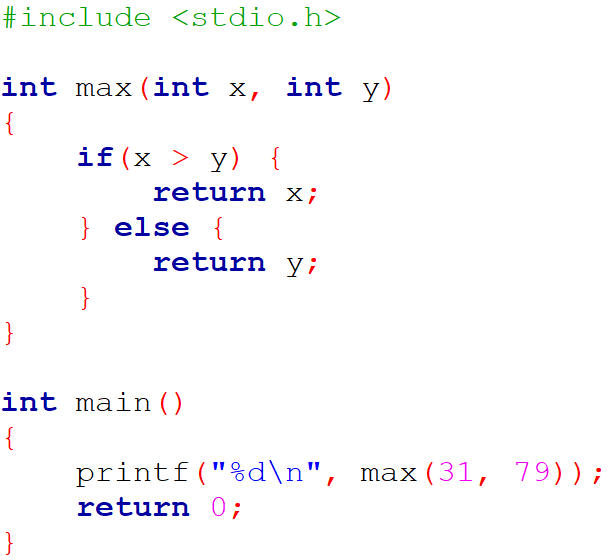 #include <stdio.h>

int max(int x, int y)
{
    if(x > y) {
        return x;
    } else {
        return y;
    }
}

int main()
{
    printf("%d\n", max(31, 79));
    return 0;
}